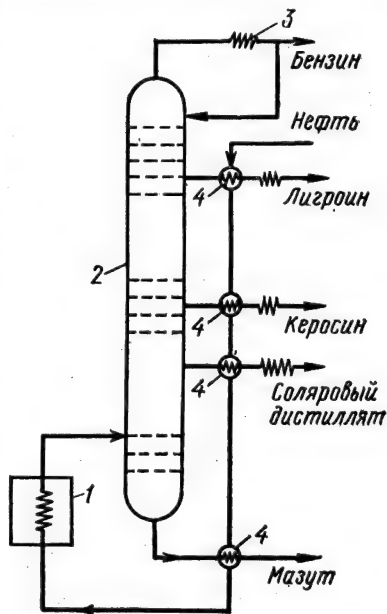 3
Бензин
Нефть
4
Лигроин
2
4
Керосин
4
Соляровый
дистиллят
1
4
Мазут